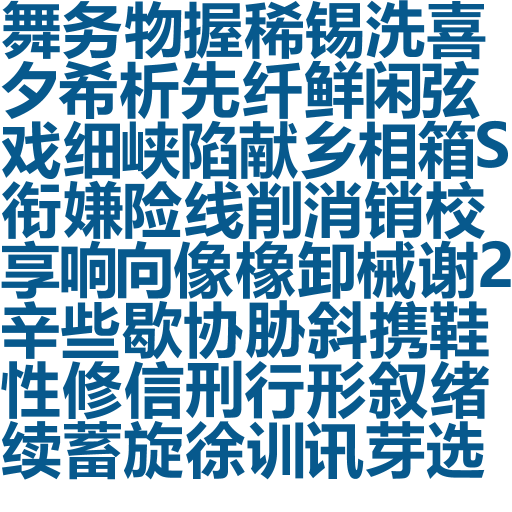 舞务物握稀锡洗喜
夕希析先纤鲜闲弦
戏细峡陷献乡相箱S
衔嫌险线削消销校
享响向像橡卸械谢2
辛些歇协胁斜携鞋
性修信刑行形叙绪
续蓄旋徐训讯芽选